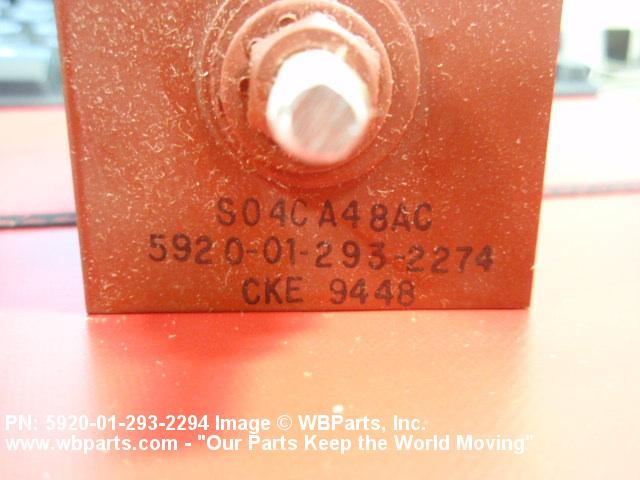 S04CA48AC
5920-01-293-2274
CKE 9448
PN: 5920-01-293-2294 Image © WBParts, Inc.
www.wbparts.com - "Our Parts Keep the World Moving"